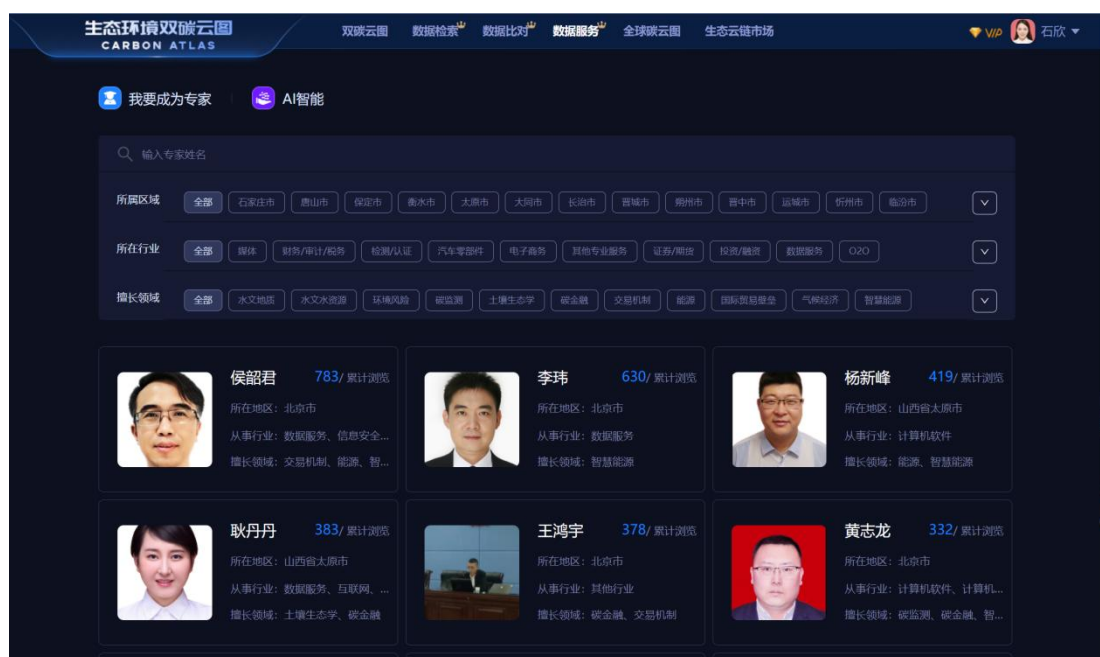 生态环境双碳云图
CARBON ATLAS
双碳云图 数据检索 数据比对 数据服务 全球碳云图 生态云链市场
VIP 石欣
我要成为专家 AI智能
输入专家姓名
所属区域 全部 石家庄市 唐山市 保定市 衡水市 太原市 大同市 长治市 晋城市 朔州市 晋中市 运城市 忻州市 临汾市
所在行业 全部 媒体 财务/审计/税务 检测/认证 汽车零部件 电子商务 其他专业服务 证券/期货 投资/融资 数据服务 O2O
擅长领域 全部 水文地质 水文水资源 环境风险 碳监测 土壤生态学 碳金融 交易机制 能源 国际贸易壁垒 气候经济 智慧能源
侯韶君 783/ 累计浏览
所在地区：北京市
从事行业：数据服务、信息安全...
擅长领域：交易机制、能源、智...
李玮 630/ 累计浏览
所在地区：北京市
从事行业：数据服务
擅长领域：智慧能源
杨新峰 419/ 累计浏览
所在地区：山西省太原市
从事行业：计算机软件
擅长领域：能源、智慧能源
耿丹丹 383/ 累计浏览
所在地区：山西省太原市
从事行业：数据服务、互联网、...
擅长领域：土壤生态学、碳金融
王鸿宇 378/ 累计浏览
所在地区：北京市
从事行业：其他行业
擅长领域：碳金融、交易机制
黄志龙 332/ 累计浏览
所在地区：北京市
从事行业：计算机软件、计算机...
擅长领域：碳监测、碳金融、智...